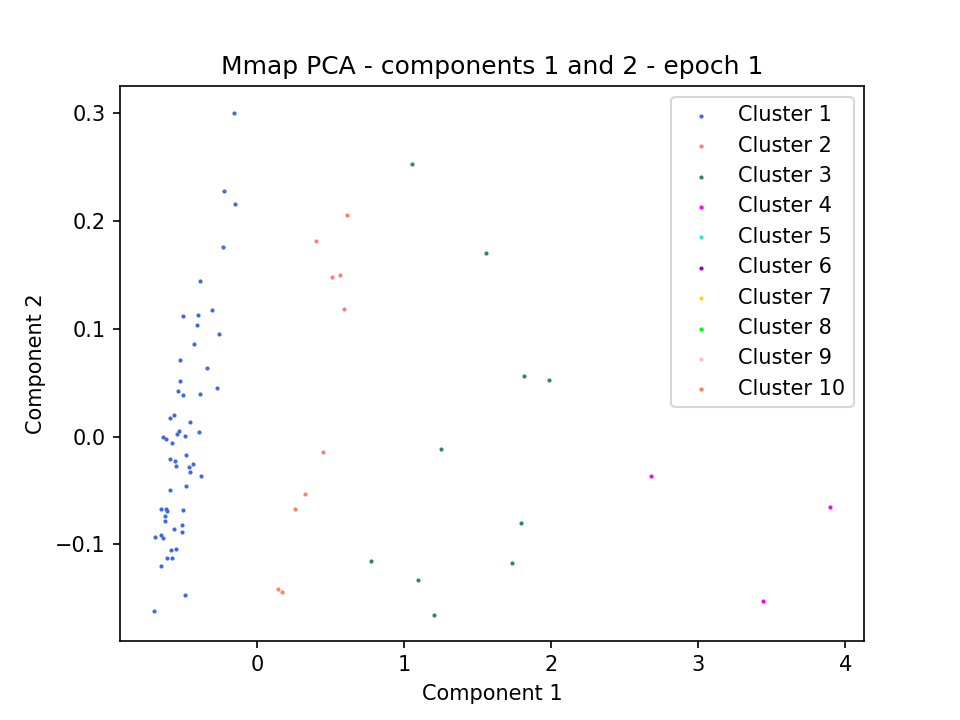 Mmap PCA - components 1 and 2 - epoch 1
Cluster 1
Cluster 2
Cluster 3
Cluster 4
Cluster 5
Cluster 6
Cluster 7
Cluster 8
Cluster 9
Cluster 10
Component 2
0.3
0.2
0.1
0.0
−0.1
0
1
2
3
4
Component 1